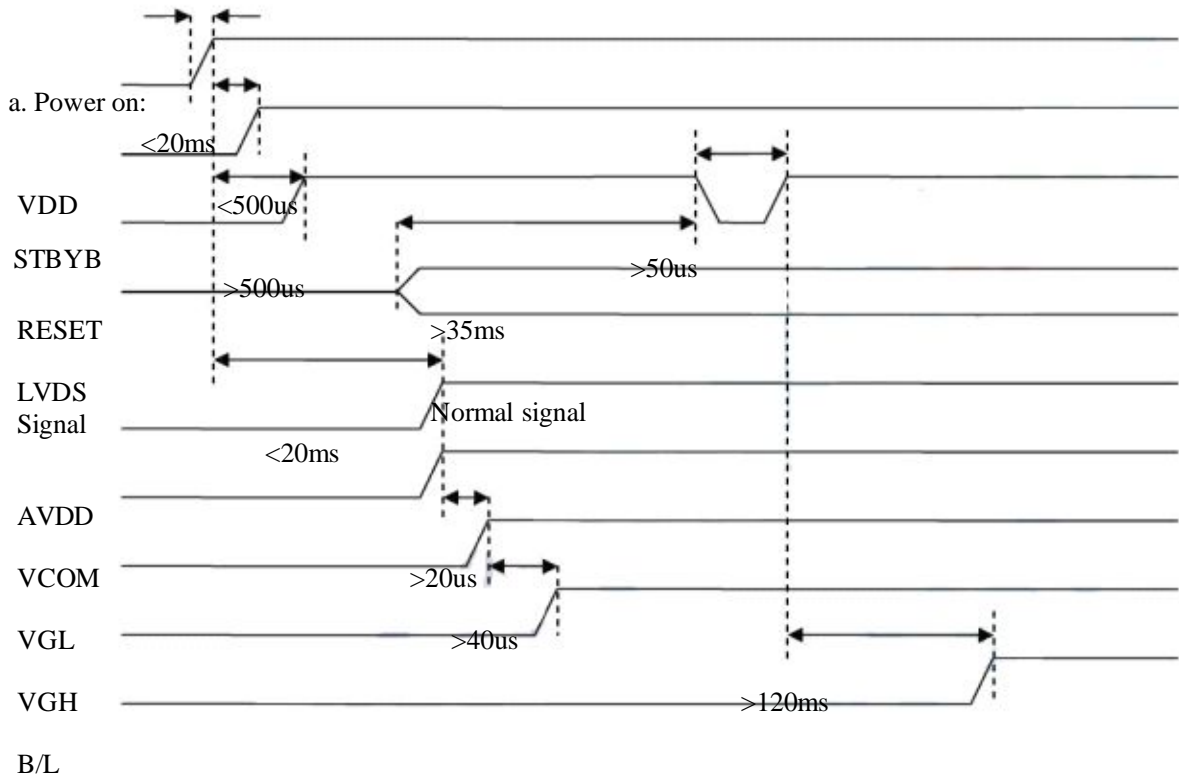 a. Power on:
<20ms
VDD
<500us
STBYB
>50us
>500us
RESET
>35ms
LVDS
Signal
Normal signal
<20ms
AVDD
VCOM
>20us
VGL
>40us
VGH
>120ms
B/L